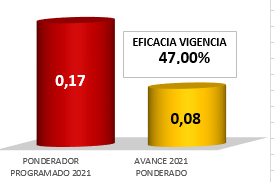 EFICACIA VIGENCIA
47,00%
0,17
0,08
PONDERADOR
PROGRAMADO 2021
AVANCE 2021
PONDERADO